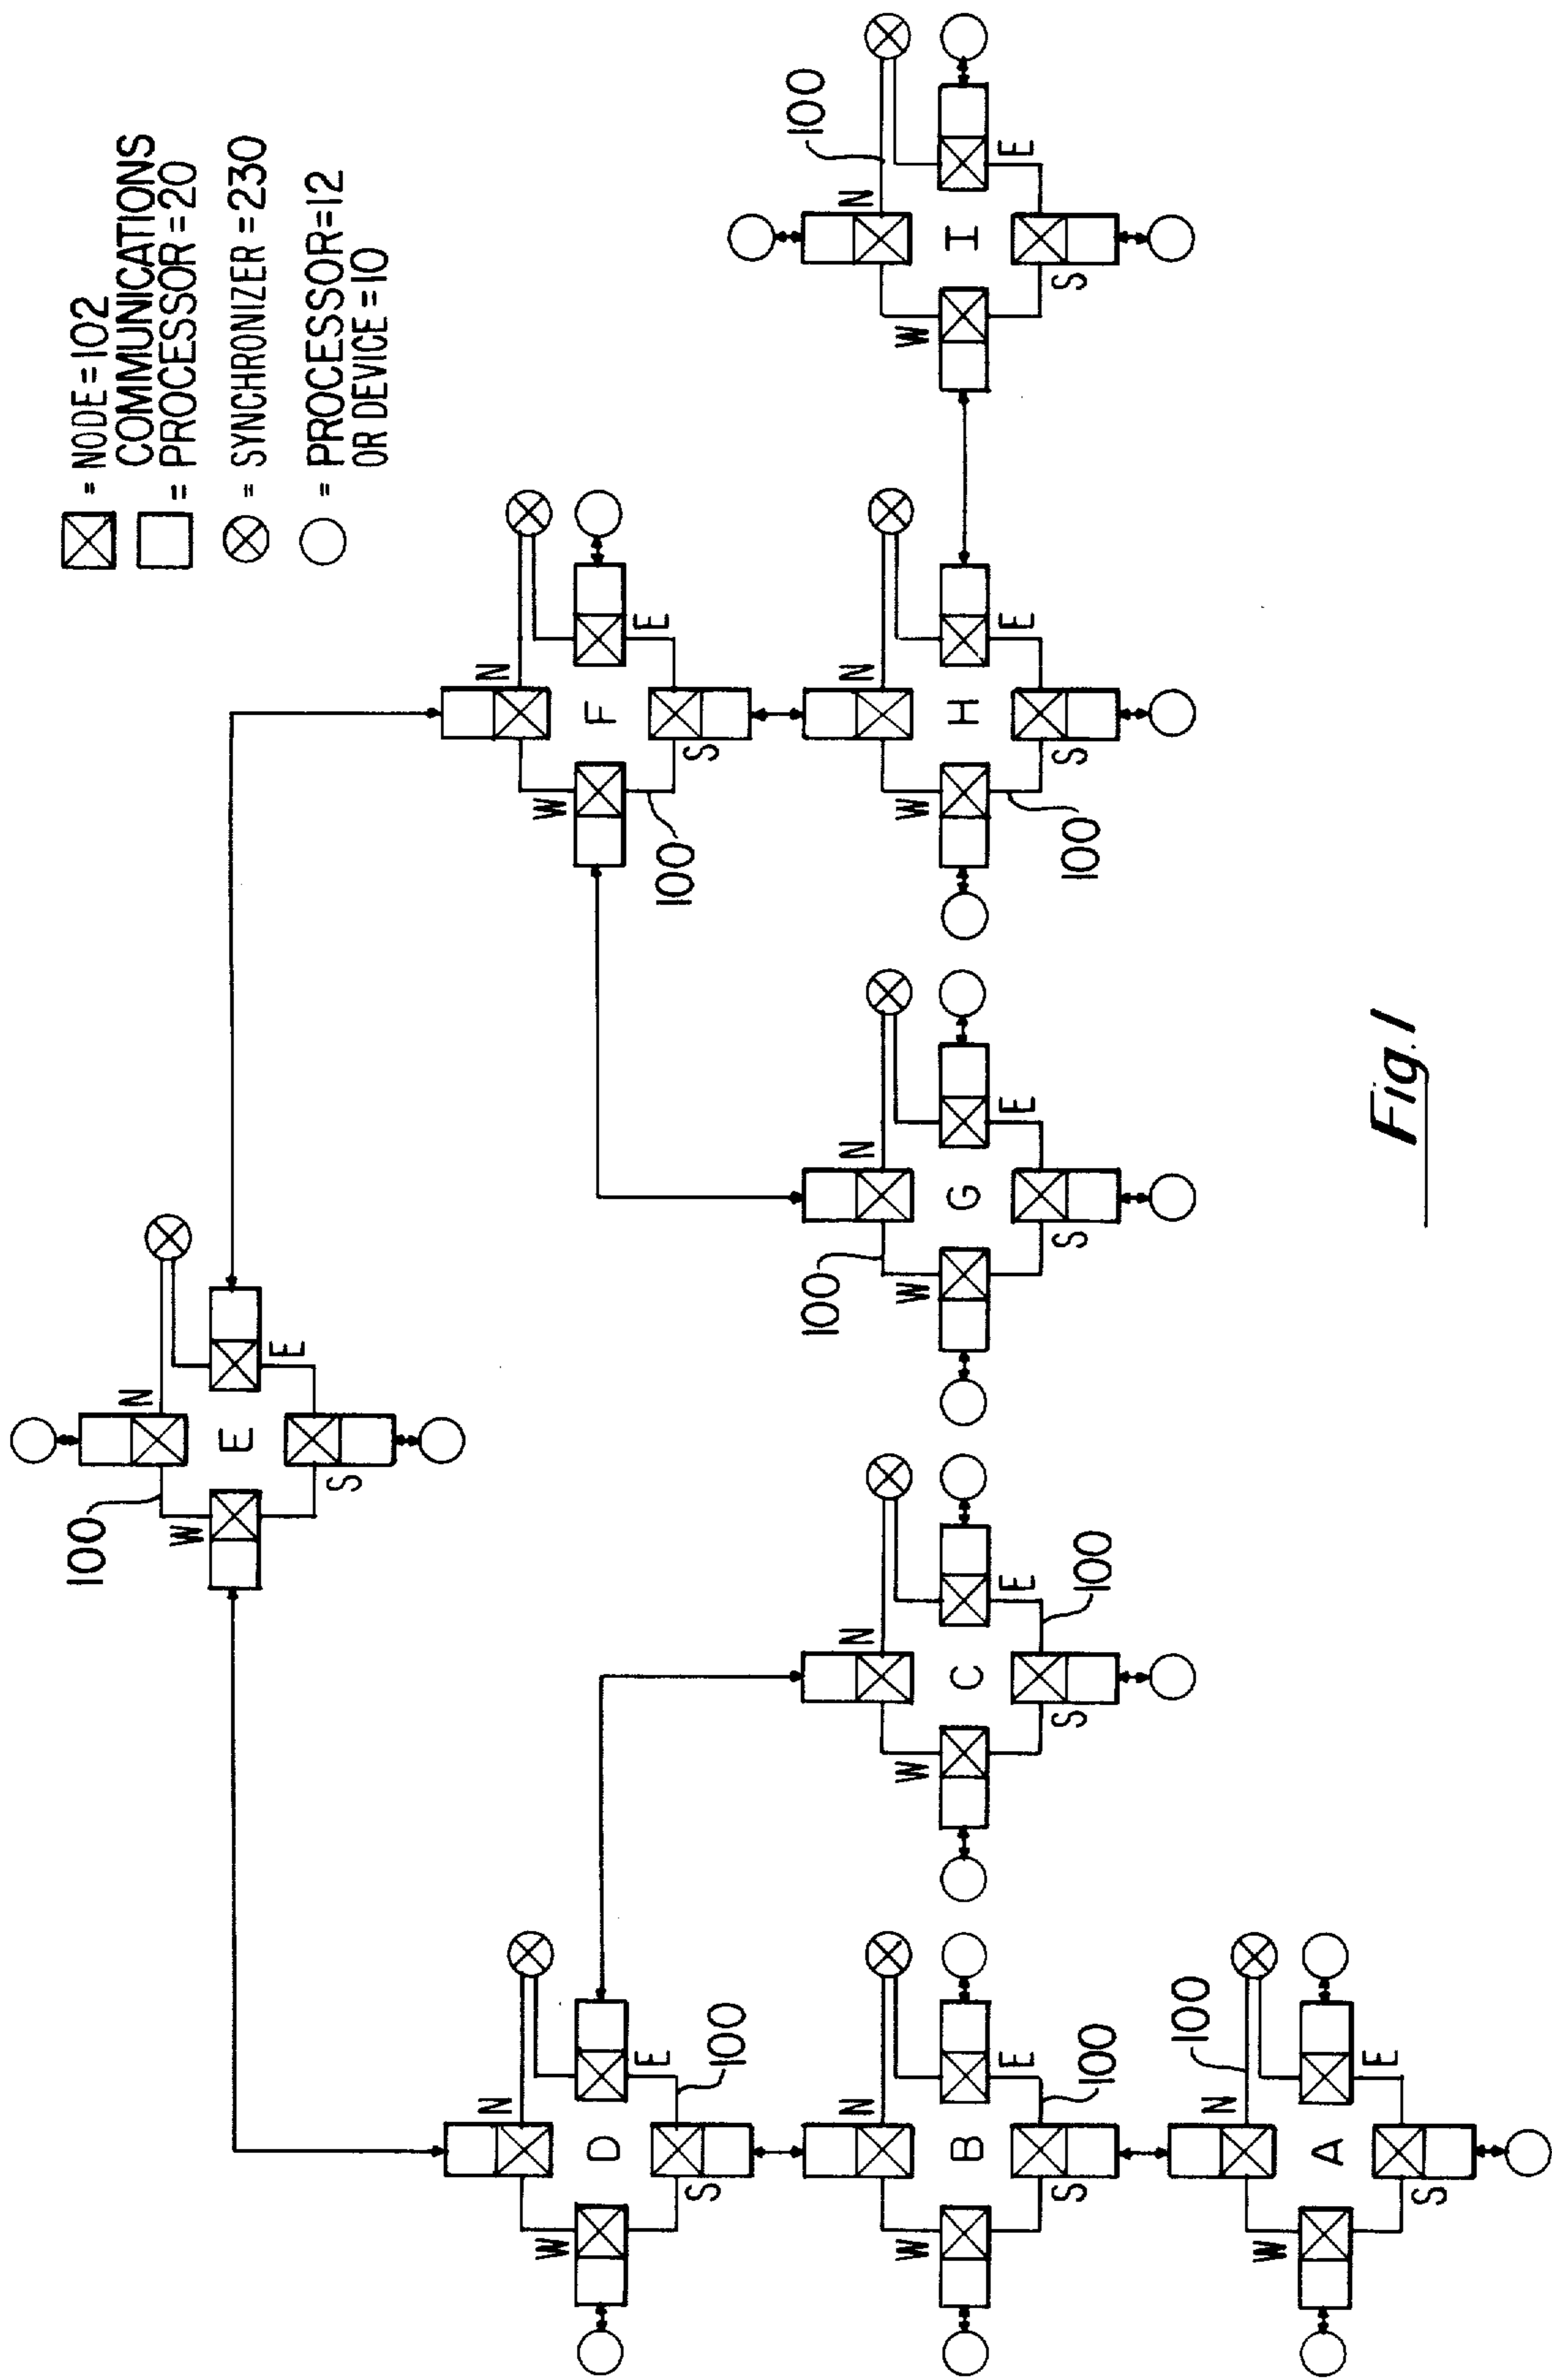 = NODE=102
COMMUNICATIONS
= PROCESSOR=20
= SYNCHRONIZER=230
= PROCESSOR=12
OR DEVICE=10
100
N
W
E
E
S
N
W
F
E
S
100
N
W
D
E
S
100
100
N
W
I
E
S
N
W
H
E
S
100
100
N
W
G
E
S
N
W
C
E
S
100
N
W
B
E
S
100
100
N
W
A
E
S
Fig.1